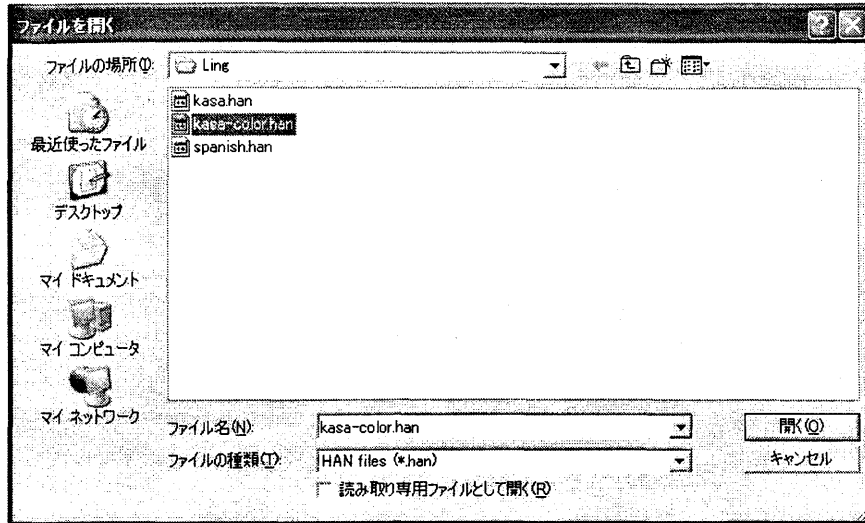 ファイルを開く
ファイルの場所(I):
Ling
kasa.han
kasa-color.han
spanish.han
最近使ったファイル
デスクトップ
マイ ドキュメント
マイ コンピュータ
マイ ネットワーク
ファイル名(N):
kasa-color.han
開く(O)
ファイルの種類(T):
HAN files (*.han)
キャンセル
読み取り専用ファイルとして開く(R)